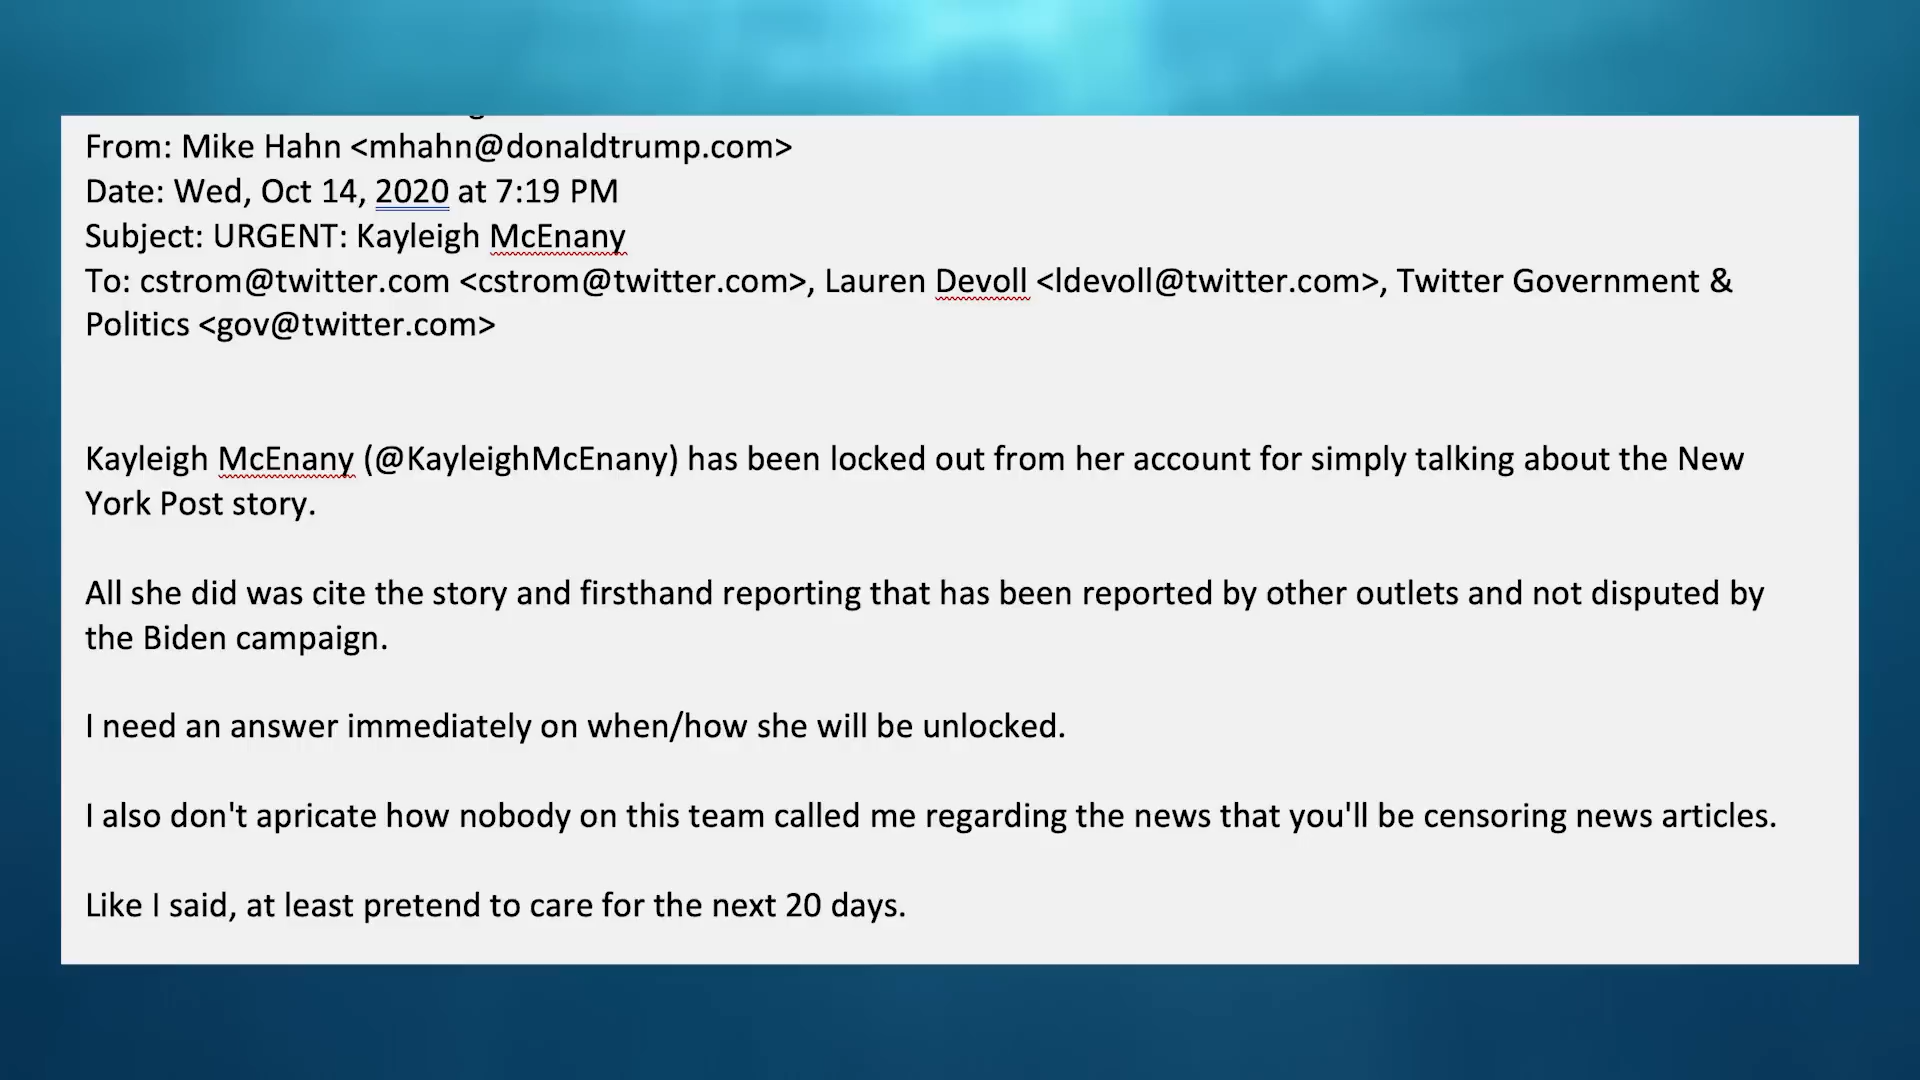 From: Mike Hahn <mhahn@donaldtrump.com>
Date: Wed, Oct 14, 2020 at 7:19 PM
Subject: URGENT: Kayleigh McEnany
To: cstrom@twitter.com <cstrom@twitter.com>, Lauren Devoll <ldevoll@twitter.com>, Twitter Government &
Politics <gov@twitter.com>
Kayleigh McEnany (@KayleighMcEnany) has been locked out from her account for simply talking about the New
York Post story.
All she did was cite the story and firsthand reporting that has been reported by other outlets and not disputed by
the Biden campaign.
I need an answer immediately on when/how she will be unlocked.
I also don't apricate how nobody on this team called me regarding the news that you'll be censoring news articles.
Like I said, at least pretend to care for the next 20 days.